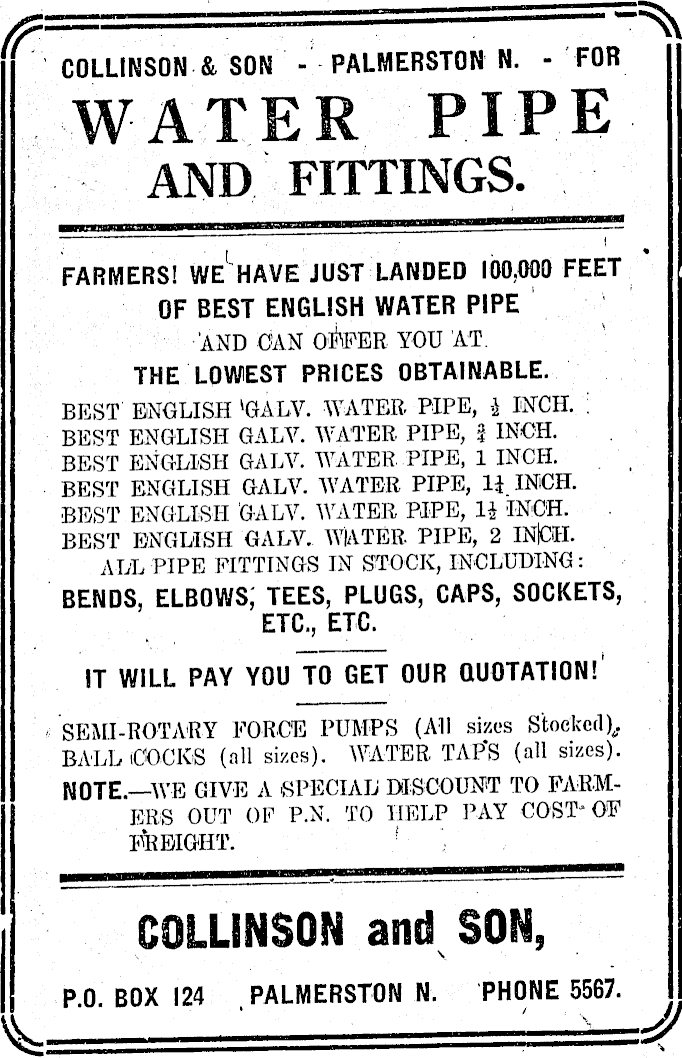 COLLINSON & SON - - PALMERSTON N. - FOR
WATER PIPE
AND FITTINGS.
FARMERS! WE HAVE JUST LANDED 100,000 FEET
OF BEST ENGLISH WATER PIPE
AND CAN OFFER YOU AT
THE LOWEST PRICES OBTAINABLE.
BEST ENGLISH GALV. WATER PIPE, ½ INCH.
BEST ENGLISH GALV. WATER PIPE, ¾ INCH.
BEST ENGLISH GALV. WATER PIPE, 1 INCH.
BEST ENGLISH GALV. WATER PIPE, 1¼ INCH.
BEST ENGLISH GALV. WATER PIPE, 1½ INCH.
BEST ENGLISH GALV. WATER PIPE, 2 INCH.
ALL PIPE FITTINGS IN STOCK, INCLUDING:
BENDS, ELBOWS, TEES, PLUGS, CAPS, SOCKETS,
ETC., ETC.
IT WILL PAY YOU TO GET OUR QUOTATION!
SEMI-ROTARY FORCE PUMPS (All sizes Stocked),
BALL COCKS (all sizes). WATER TAPS (all sizes).
NOTE.—WE GIVE A SPECIAL DISCOUNT TO FARM-
ERS OUT OF P.N. TO HELP PAY COST OF
FREIGHT.
COLLINSON and SON,
P.O. BOX 124 PALMERSTON N. PHONE 5567.